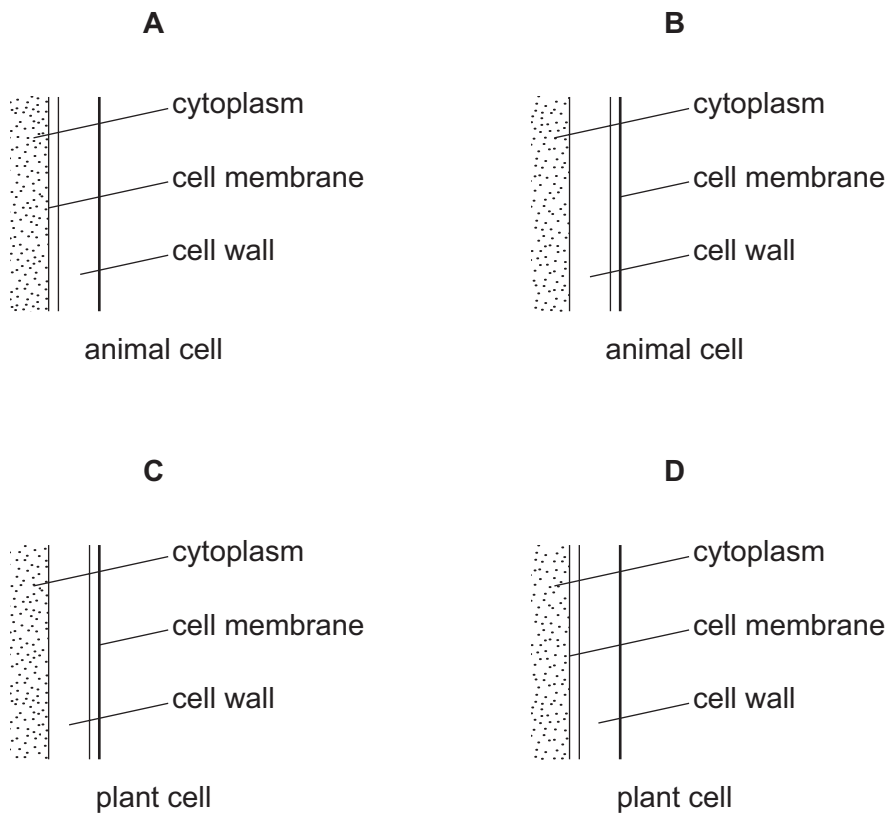 A
cytoplasm
cell membrane
cell wall
animal cell
B
cytoplasm
cell membrane
cell wall
animal cell
C
cytoplasm
cell membrane
cell wall
plant cell
D
cytoplasm
cell membrane
cell wall
plant cell